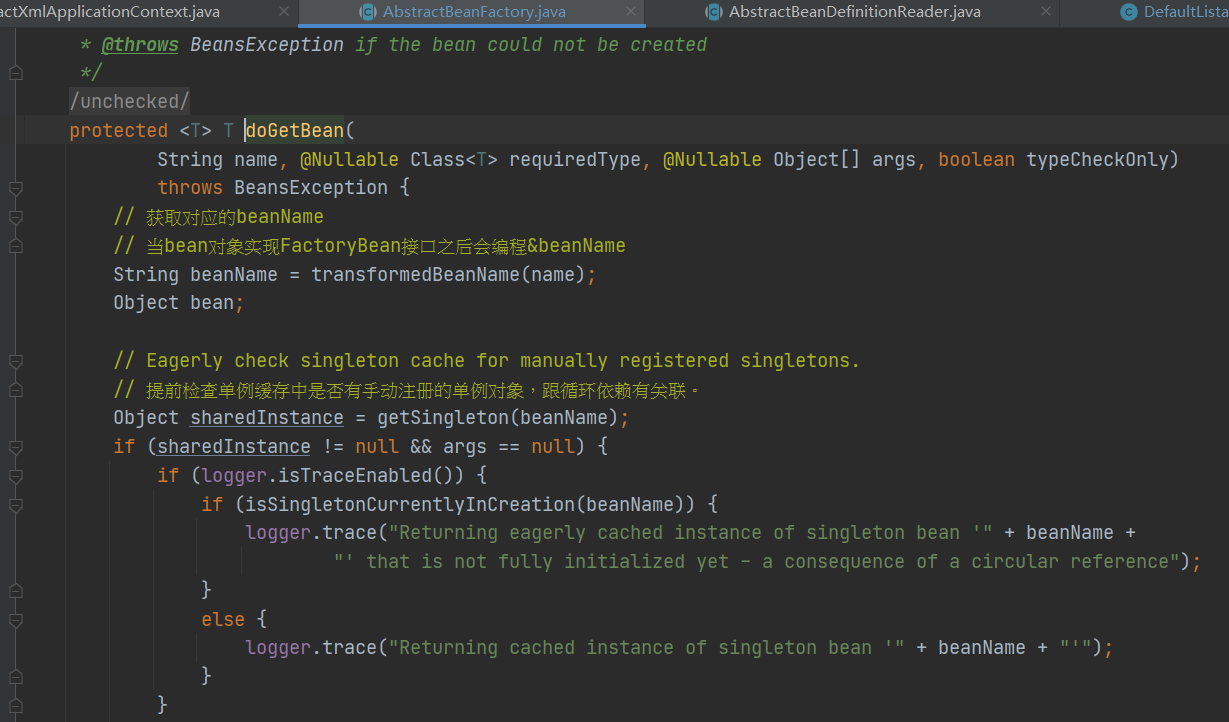 actXmlApplicationContext.java AbstractBeanFactory.java AbstractBeanDefinitionReader.java DefaultLista
* @throws BeansException if the bean could not be created
*/
/unchecked/
protected <T> T doGetBean(
String name, @Nullable Class<T> requiredType, @Nullable Object[] args, boolean typeCheckOnly)
throws BeansException {
// 获取对应的beanName
// 当bean对象实现FactoryBean接口之后会编程&beanName
String beanName = transformedBeanName(name);
Object bean;
// Eagerly check singleton cache for manually registered singletons.
// 提前检查单例缓存中是否有手动注册的单例对象，跟循环依赖有关联。
Object sharedInstance = getSingleton(beanName);
if (sharedInstance != null && args == null) {
if (logger.isTraceEnabled()) {
if (isSingletonCurrentlyInCreation(beanName)) {
logger.trace("Returning eagerly cached instance of singleton bean '" + beanName +
"' that is not fully initialized yet - a consequence of a circular reference");
}
else {
logger.trace("Returning cached instance of singleton bean '" + beanName + "'");
}
}